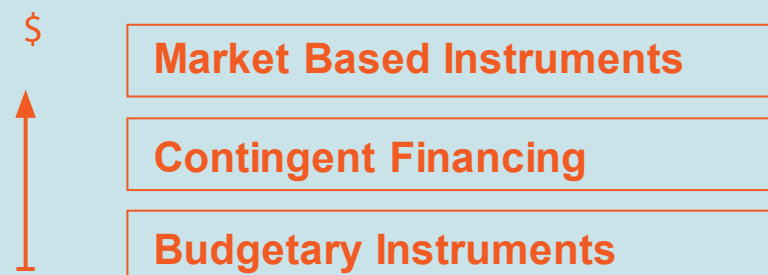 $
Market Based Instruments
Contingent Financing
Budgetary Instruments